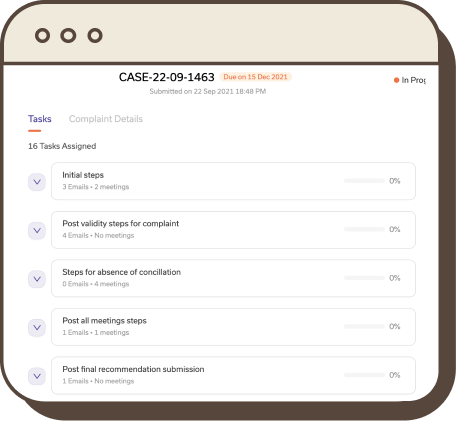 CASE-22-09-1463 Due on 15 Dec 2021
In Prog
Submitted on 22 Sep 2021 18:48 PM
Tasks Complaint Details
16 Tasks Assigned
Initial steps
3 Emails • 2 meetings
0%
Post validity steps for complaint
4 Emails • No meetings
0%
Steps for absence of concillation
0 Emails • 4 meetings
0%
Post all meetings steps
1 Emails • 1 meetings
0%
Post final recommendation submission
1 Emails • No meetings
0%